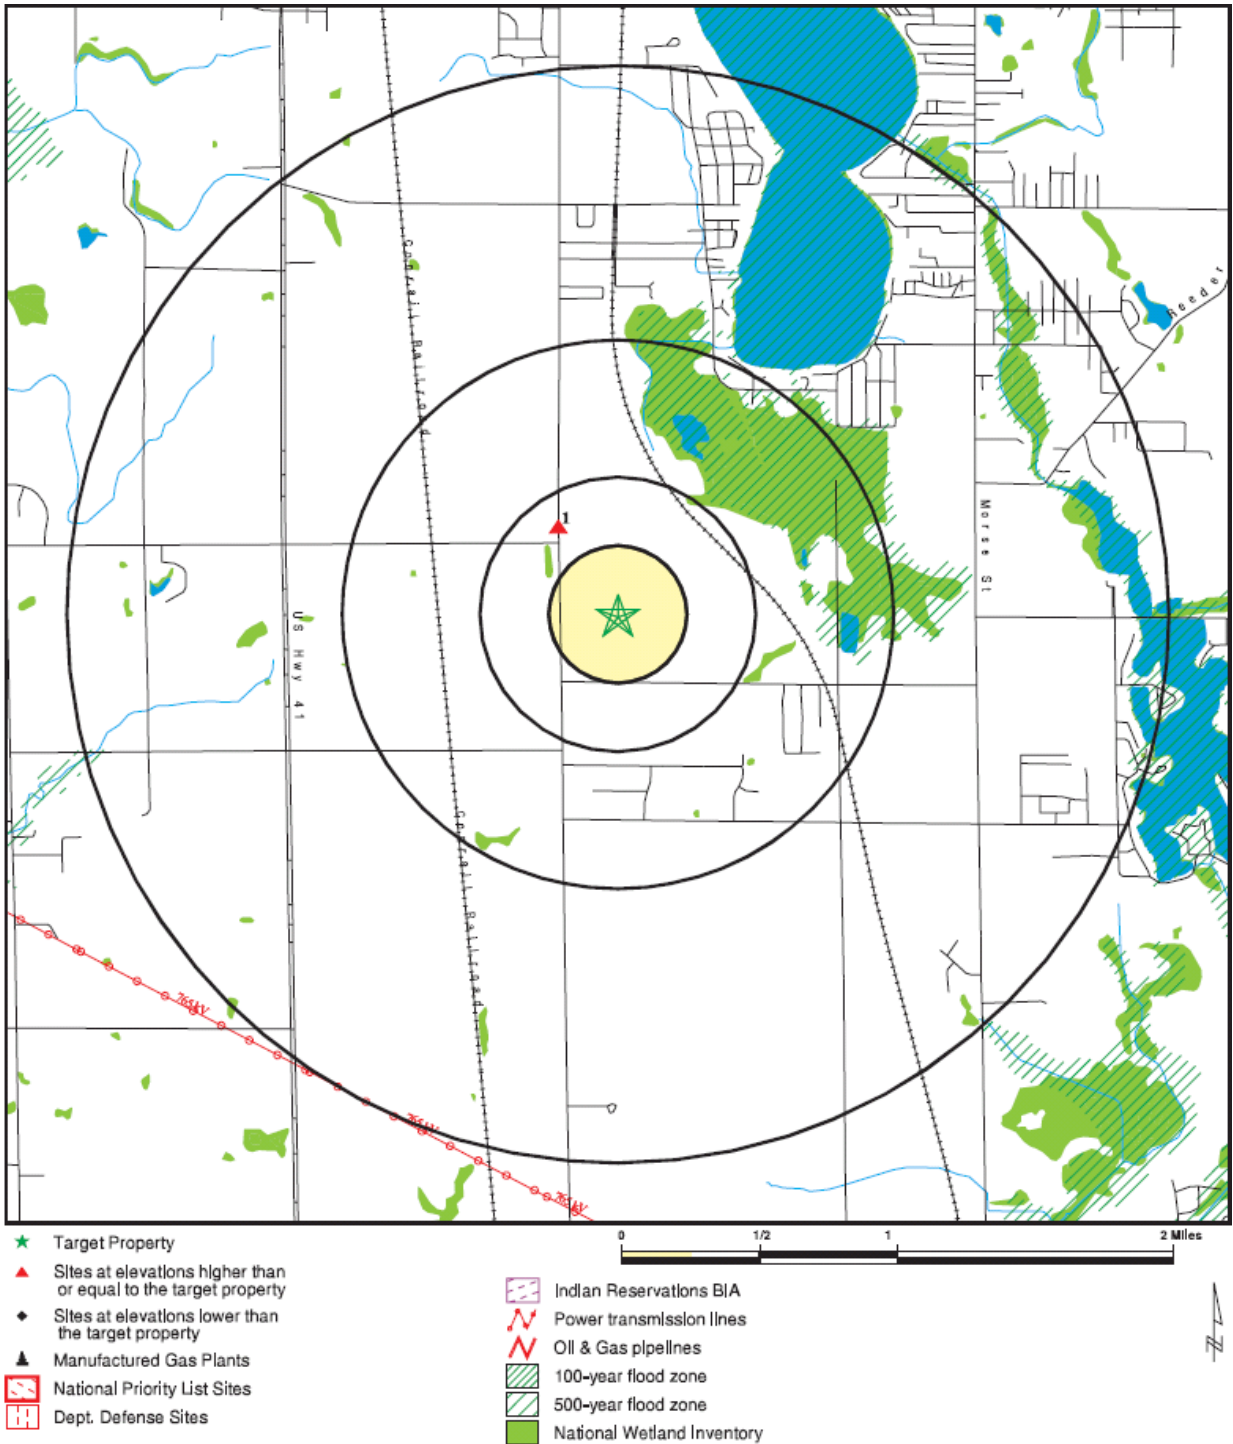 Conrail Railroad
Reeder
1
Morse St
US Hwy 41
Conrail Railroad
765kV
765kV
765kV
0 1/2 1 2 Miles
Target Property
Sites at elevations higher than
or equal to the target property
Sites at elevations lower than
the target property
Manufactured Gas Plants
National Priority List Sites
Dept. Defense Sites
Indian Reservations BIA
Power transmission lines
Oil & Gas pipelines
100-year flood zone
500-year flood zone
National Wetland Inventory